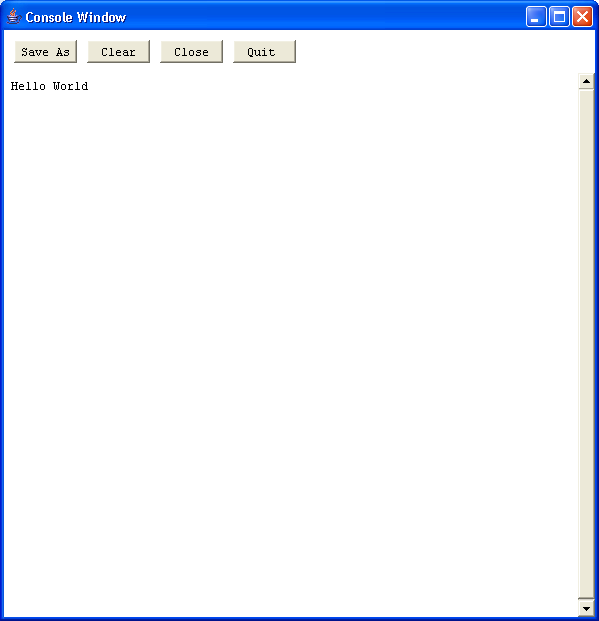 Console Window
Save As Clear Close Quit
Hello World